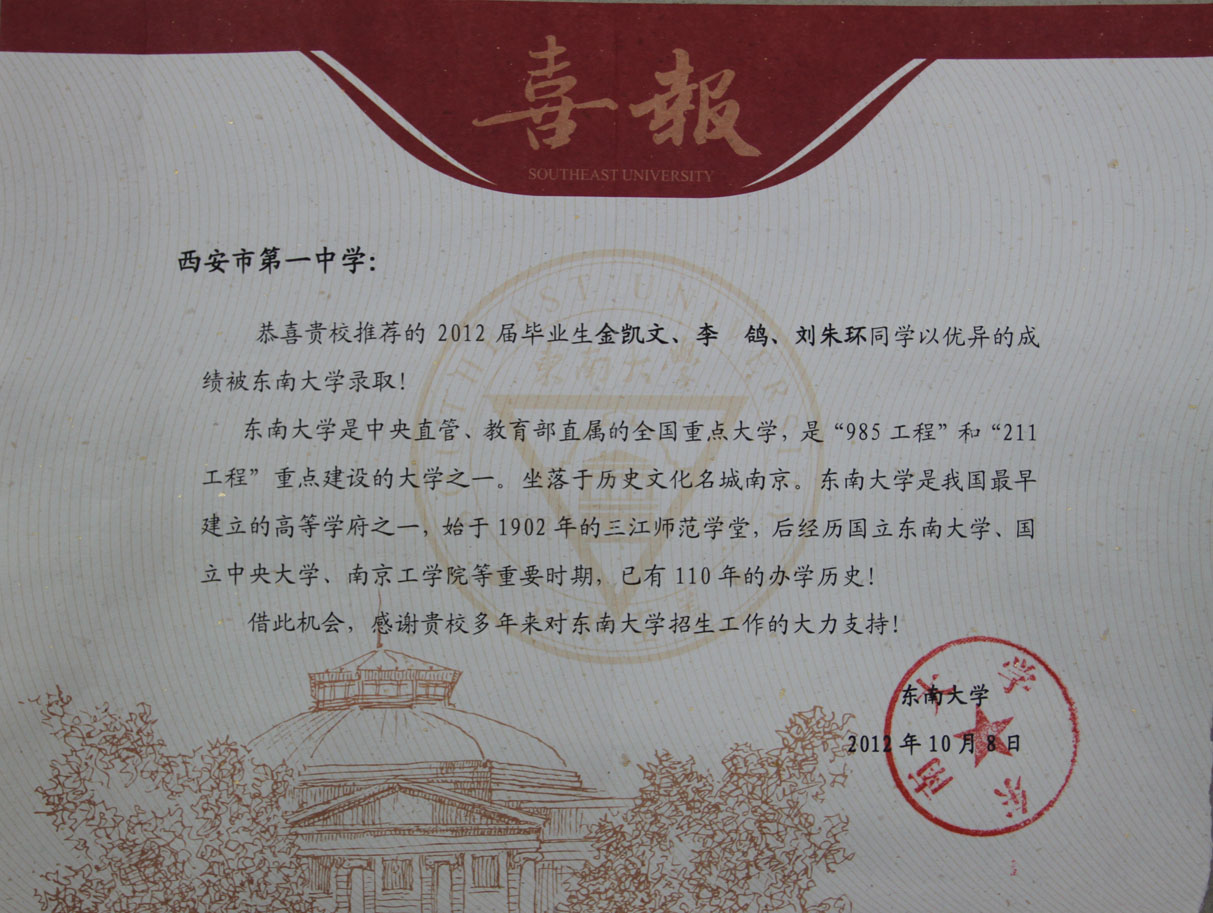 喜報
SOUTHEAST UNIVERSITY
西安市第一中学：
恭喜贵校推荐的 2012 届毕业生金凯文、李　鸽、刘朱环同学以优异的成
绩被东南大学录取！
东南大学是中央直管、教育部直属的全国重点大学，是“985 工程”和“211
工程”重点建设的大学之一。坐落于历史文化名城南京。东南大学是我国最早
建立的高等学府之一，始于 1902 年的三江师范学堂，后经历国立东南大学、国
立中央大学、南京工学院等重要时期，已有 110 年的办学历史！
借此机会，感谢贵校多年来对东南大学招生工作的大力支持！
东南大学
2012 年 10 月 8 日
东南大学
SOUTHEAST UNIVERSITY
東南大学